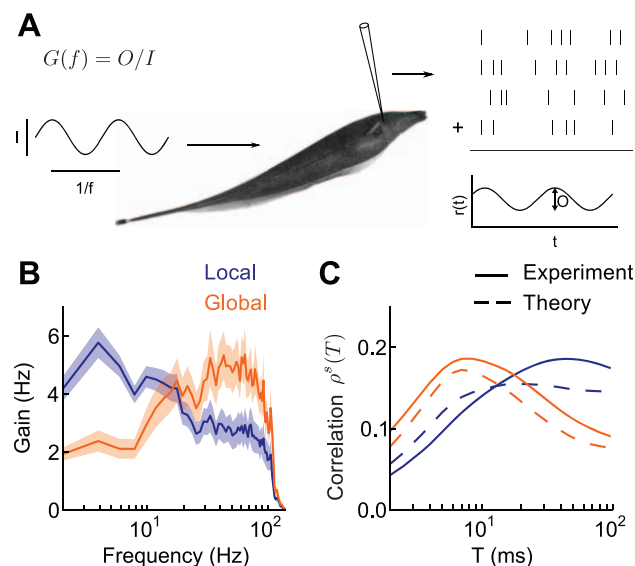 A
G(f) = O/I
I
1/f
+
r(t)
O
t
B
Local
Global
Gain (Hz)
6
4
2
0
10¹
10²
Frequency (Hz)
C
Experiment
Theory
Correlation ρˢ(T)
0.2
0.1
0.0
10¹
10²
T (ms)